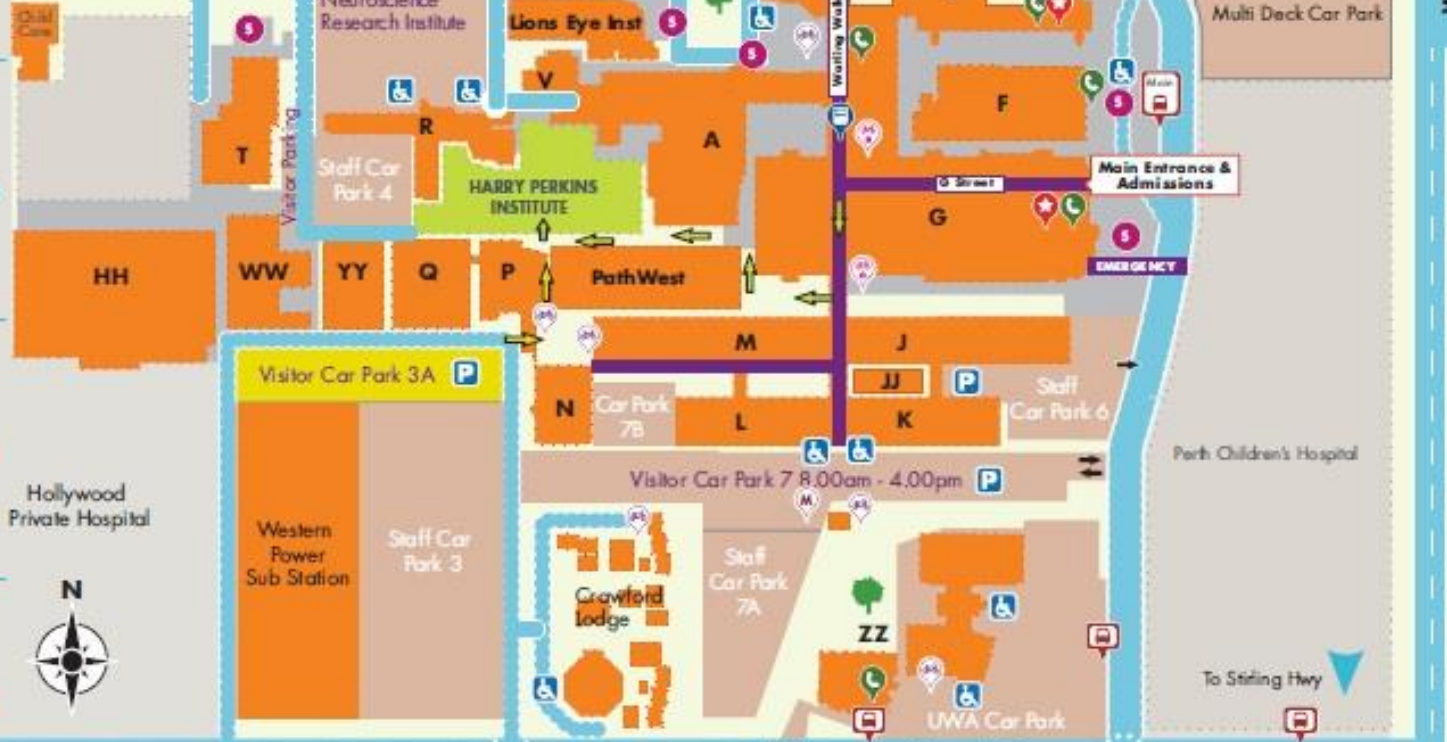 Child
Care
Neuroscience
Research Institute
Lions Eye Inst
S
S
S
V
Watling Walk
Multi Deck Car Park
F
S
Main
R
A
T
Visitor Parking
Staff Car
Park 4
HARRY PERKINS
INSTITUTE
G Street
Main Entrance &
Admissions
G
S
EMERGENCY
HH
WW
YY
Q
P
PathWest
M
J
Visitor Car Park 3A P
JJ
P
Staff
Car Park 6
N
Car Park
7B
L
K
Perth Children's Hospital
Visitor Car Park 7 8.00am - 4.00pm P
M
Hollywood
Private Hospital
Western
Power
Sub Station
Staff Car
Park 3
Staff
Car Park
7A
Crawford
Lodge
N
ZZ
To Stirling Hwy
UWA Car Park